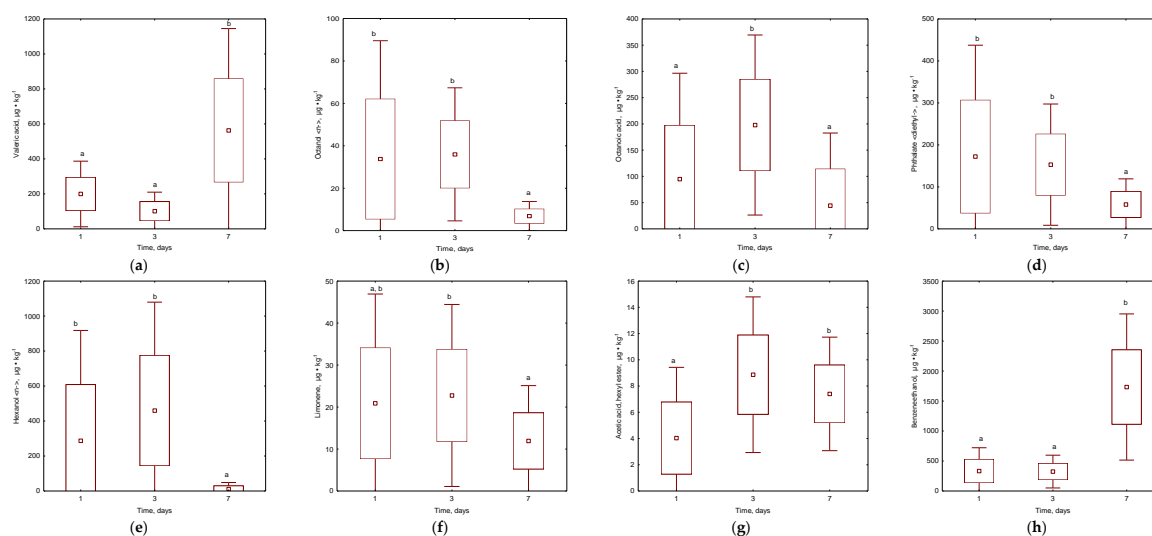 Valeric acid, µg • kg-1
1200
1000
800
600
400
200
0
a
a
b
1 3 7
Time, days
(a)
Octanol <n->, µg • kg-1
100
80
60
40
20
0
b
b
a
1 3 7
Time, days
(b)
Octanoic acid, µg • kg-1
400
350
300
250
200
150
100
50
0
a
b
a
1 3 7
Time, days
(c)
Phthalate <diethyl->, µg • kg-1
500
400
300
200
100
0
b
b
a
1 3 7
Time, days
(d)
Hexanol <n->, µg • kg-1
1200
1000
800
600
400
200
0
b
b
a
1 3 7
Time, days
(e)
Limonene, µg • kg-1
50
40
30
20
10
0
a, b
b
a
1 3 7
Time, days
(f)
Acetic acid, hexyl ester, µg • kg-1
16
14
12
10
8
6
4
2
0
a
b
b
1 3 7
Time, days
(g)
Benzeneethanol, µg • kg-1
3500
3000
2500
2000
1500
1000
500
0
a
a
b
1 3 7
Time, days
(h)